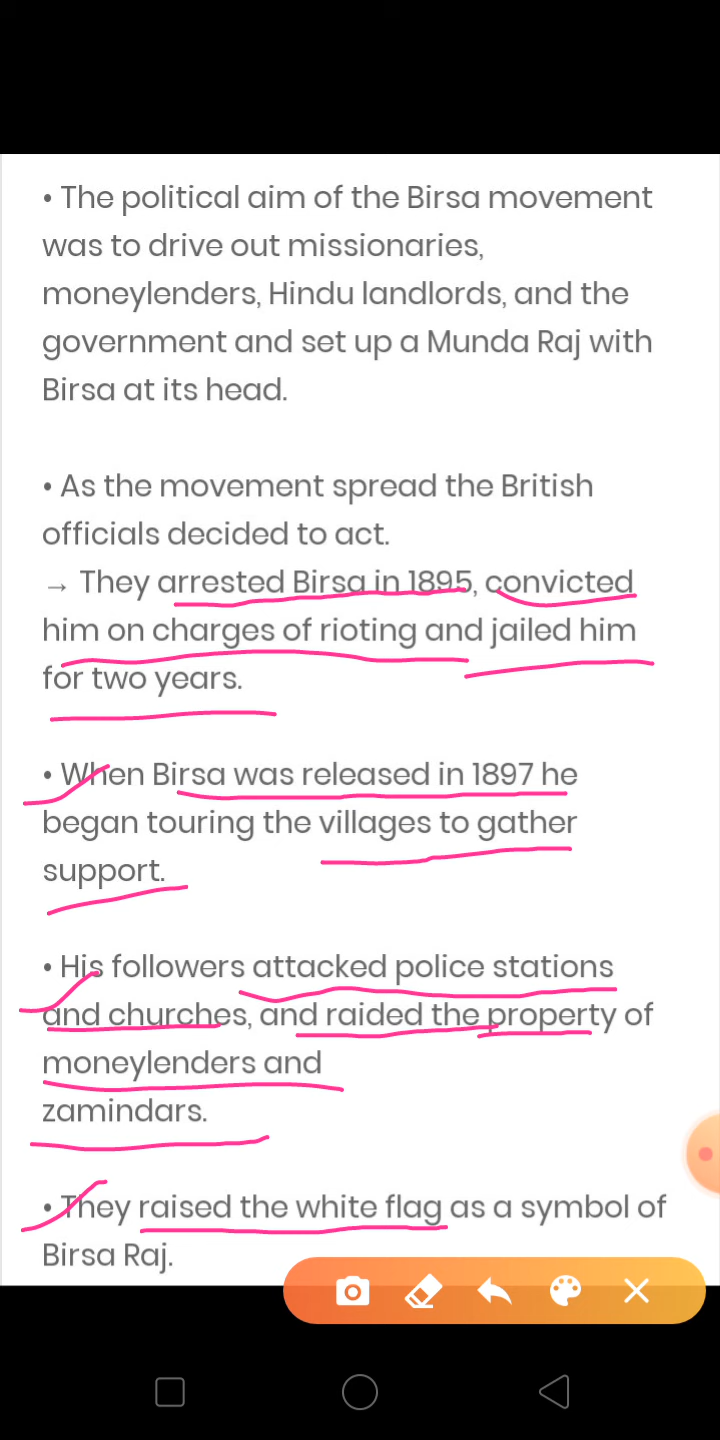 • The political aim of the Birsa movement
was to drive out missionaries,
moneylenders, Hindu landlords, and the
government and set up a Munda Raj with
Birsa at its head.
• As the movement spread the British
officials decided to act.
→ They arrested Birsa in 1895, convicted
him on charges of rioting and jailed him
for two years.
• When Birsa was released in 1897 he
began touring the villages to gather
support.
• His followers attacked police stations
and churches, and raided the property of
moneylenders and
zamindars.
• They raised the white flag as a symbol of
Birsa Raj.